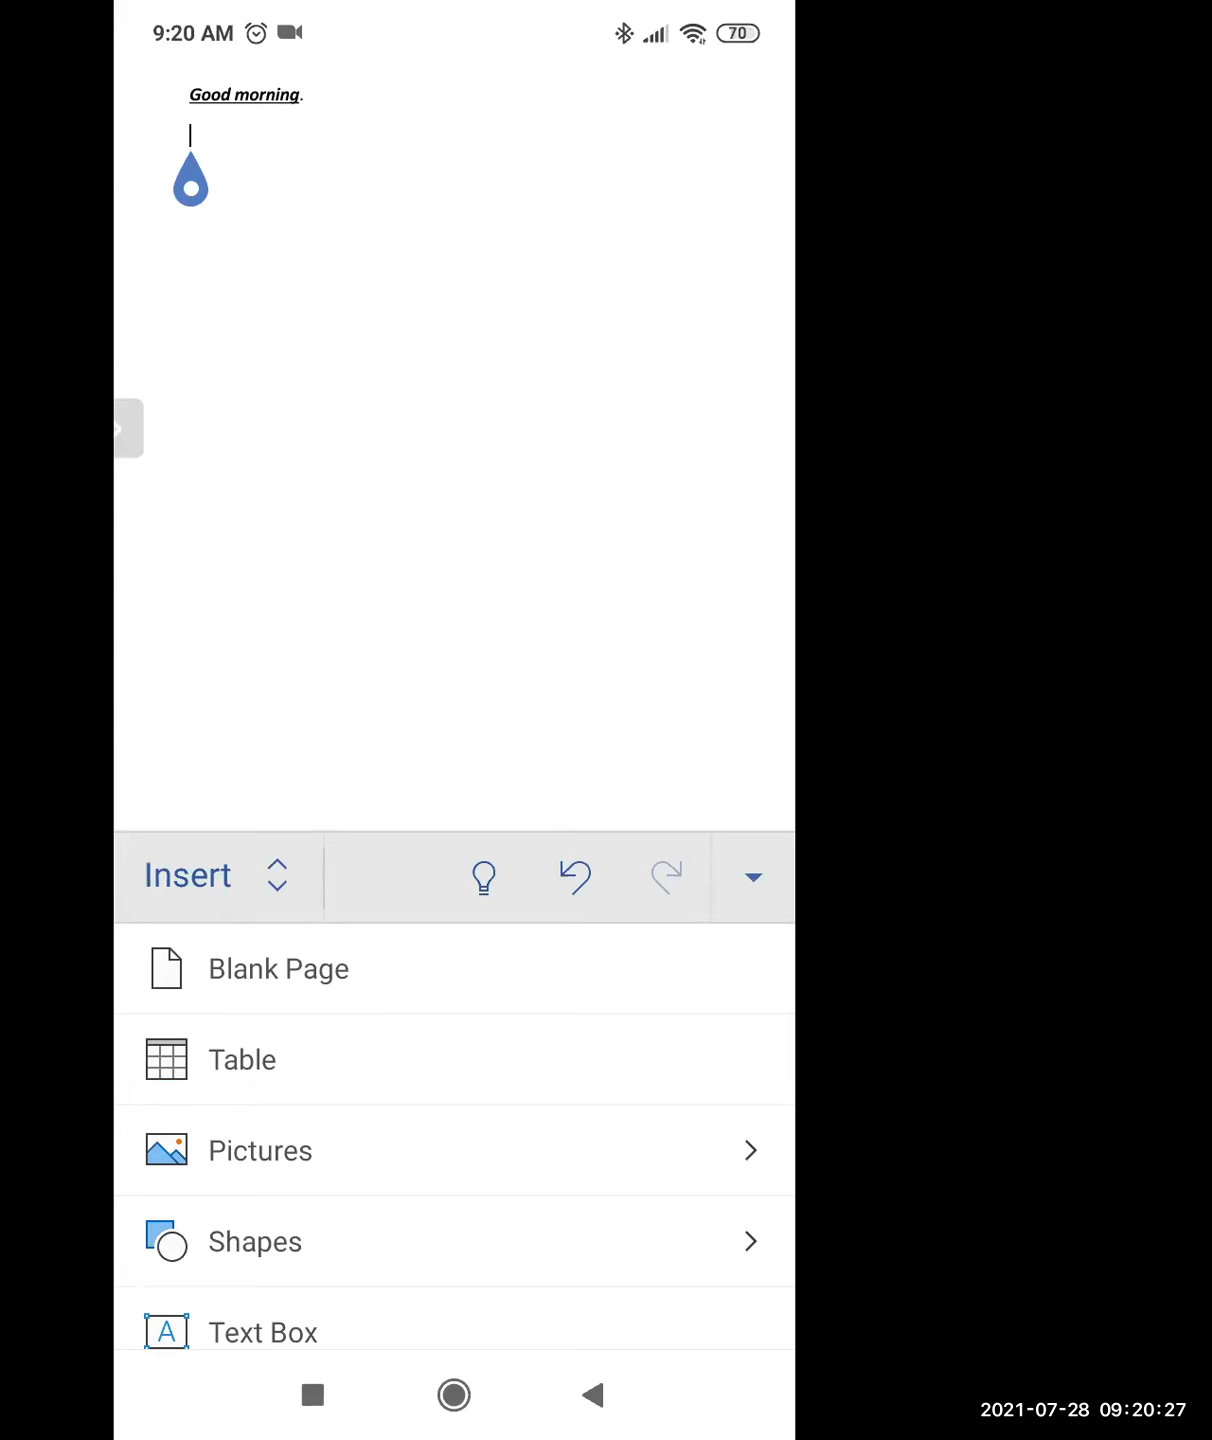 9:20 AM
70
Good morning.
Insert
Blank Page
Table
Pictures
Shapes
A Text Box
2021-07-28 09:20:27